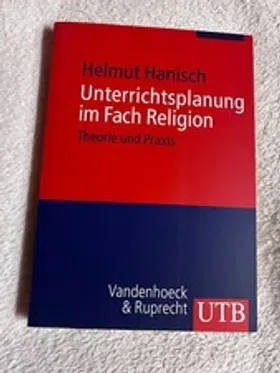 Helmut Hanisch
Unterrichtsplanung
im Fach Religion
Theorie und Praxis
Vandenhoeck
& Ruprecht
UTB